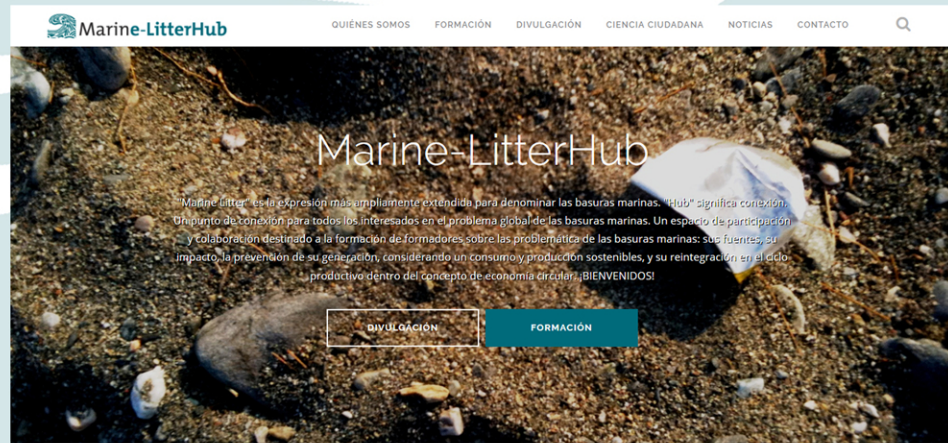 Marine-LitterHub
QUIÉNES SOMOS FORMACIÓN DIVULGACIÓN CIENCIA CIUDADANA NOTICIAS CONTACTO
Marine-LitterHub
"Marine Litter" es la expresión más ampliamente extendida para denominar las basuras marinas. "Hub" significa conexión.
Un punto de conexión para todos los interesados en el problema global de las basuras marinas. Un espacio de participación
y colaboración destinado a la formación de formadores sobre las problemática de las basuras marinas: sus fuentes, su
impacto, la prevención de su generación, considerando un consumo y producción sostenibles, y su reintegración en el ciclo
productivo dentro del concepto de economía circular. ¡BIENVENIDOS!
DIVULGACIÓN FORMACIÓN